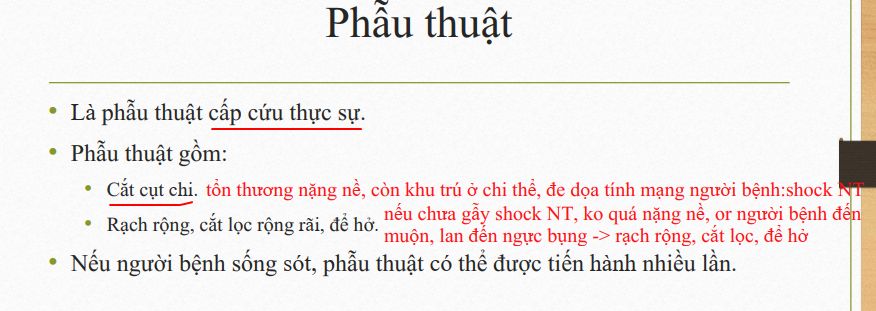 Phẫu thuật
• Là phẫu thuật cấp cứu thực sự.
• Phẫu thuật gồm:
• Cắt cụt chi. tổn thương nặng nề, còn khu trú ở chi thể, đe dọa tính mạng người bệnh:shock NT
nếu chưa gẫy shock NT, ko quá nặng nề, or người bệnh đến
• Rạch rộng, cắt lọc rộng rãi, để hở.
muộn, lan đến ngực bụng -> rạch rộng, cắt lọc, để hở
• Nếu người bệnh sống sót, phẫu thuật có thể được tiến hành nhiều lần.